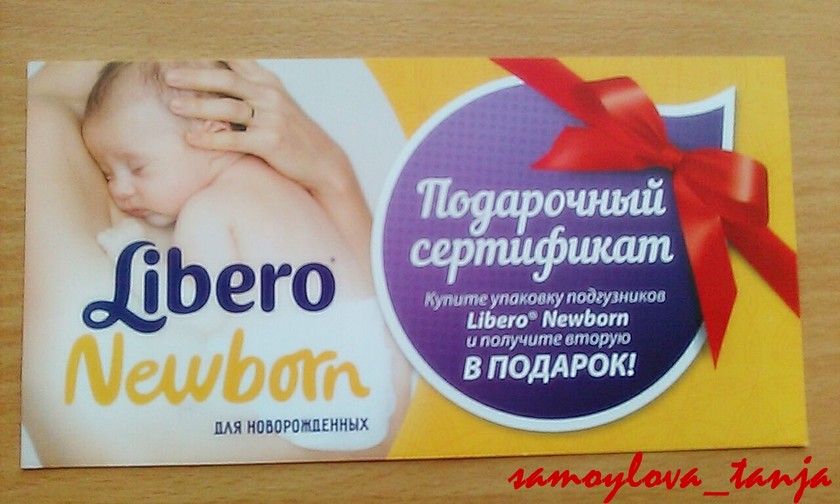 Libero
Newborn
ДЛЯ НОВОРОЖДЕННЫХ
Подарочный
сертификат
Купите упаковку подгузников
Libero® Newborn
и получите вторую
В ПОДАРОК!
samoylova_tanja